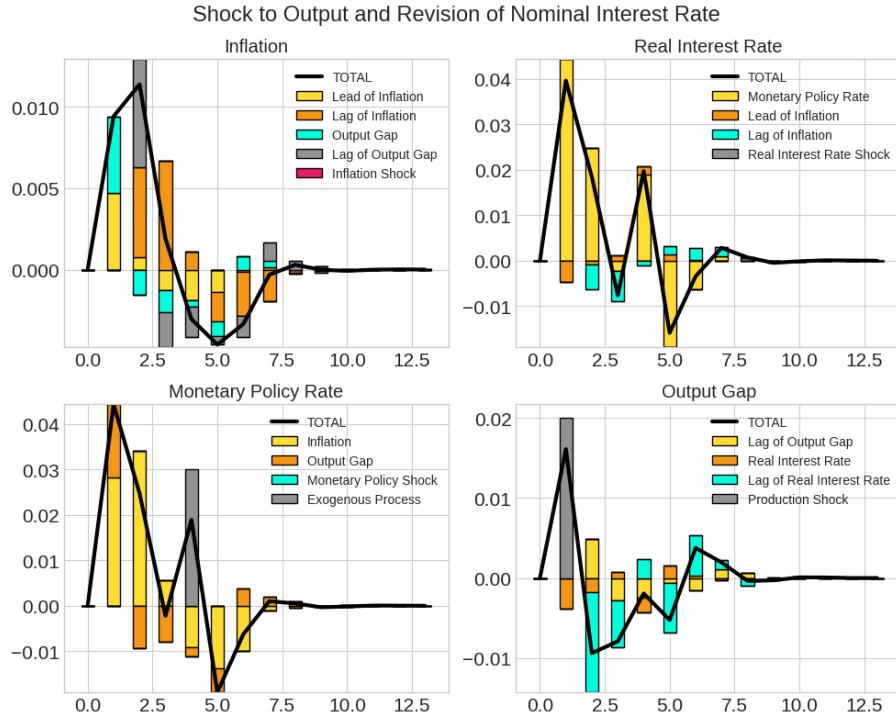 Shock to Output and Revision of Nominal Interest Rate
Inflation
TOTAL
Lead of Inflation
Lag of Inflation
Output Gap
Lag of Output Gap
Inflation Shock
0.010
0.005
0.000
0.0 2.5 5.0 7.5 10.0 12.5
Real Interest Rate
TOTAL
Monetary Policy Rate
Lead of Inflation
Lag of Inflation
Real Interest Rate Shock
0.04
0.03
0.02
0.01
0.00
−0.01
0.0 2.5 5.0 7.5 10.0 12.5
Monetary Policy Rate
TOTAL
Inflation
Output Gap
Monetary Policy Shock
Exogenous Process
0.04
0.03
0.02
0.01
0.00
−0.01
0.0 2.5 5.0 7.5 10.0 12.5
Output Gap
TOTAL
Lag of Output Gap
Real Interest Rate
Lag of Real Interest Rate
Production Shock
0.02
0.01
0.00
−0.01
0.0 2.5 5.0 7.5 10.0 12.5